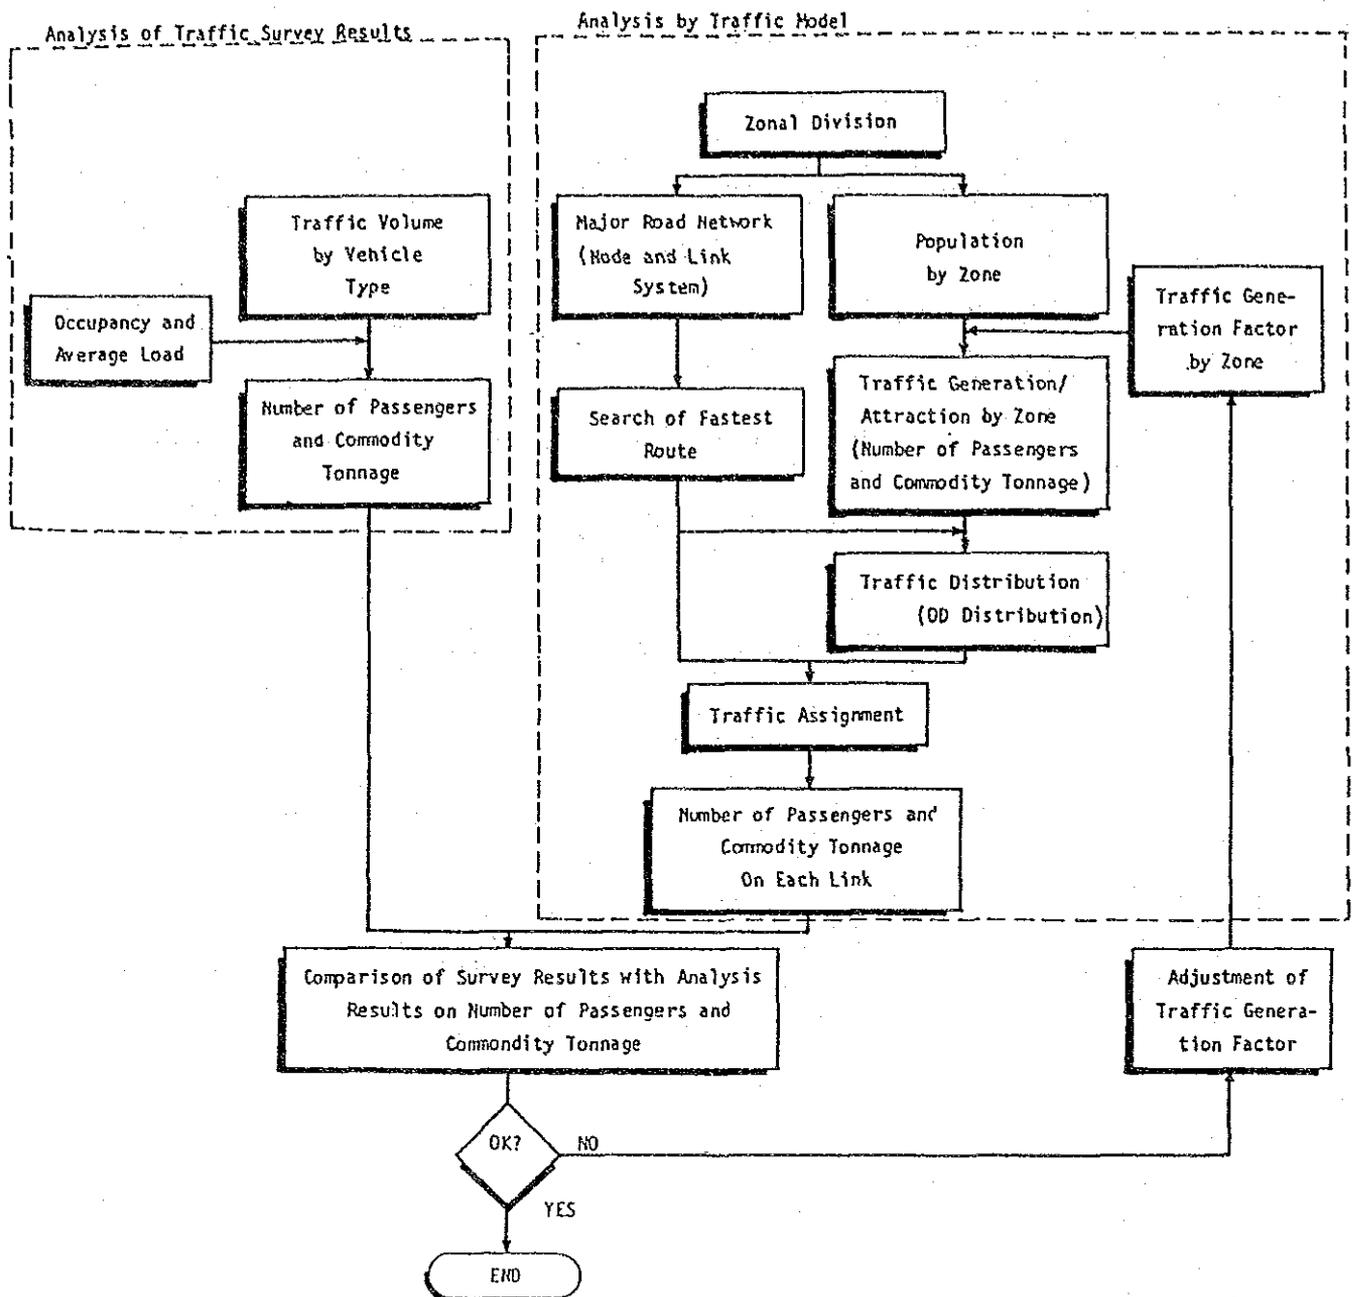 Analysis of Traffic Survey Results
Analysis by Traffic Model
Zonal Division
Traffic Volume
by Vehicle
Type
Major Road Network
(Node and Link
System)
Population
by Zone
Traffic Gene-
ration Factor
by Zone
Occupancy and
Average Load
Number of Passengers
and Commodity
Tonnage
Search of Fastest
Route
Traffic Generation/
Attraction by Zone
(Number of Passengers
and Commodity Tonnage)
Traffic Distribution
(OD Distribution)
Traffic Assignment
Number of Passengers and
Commodity Tonnage
On Each Link
Comparison of Survey Results with Analysis
Results on Number of Passengers and
Commondity Tonnage
Adjustment of
Traffic Genera-
tion Factor
OK?
NO
YES
END